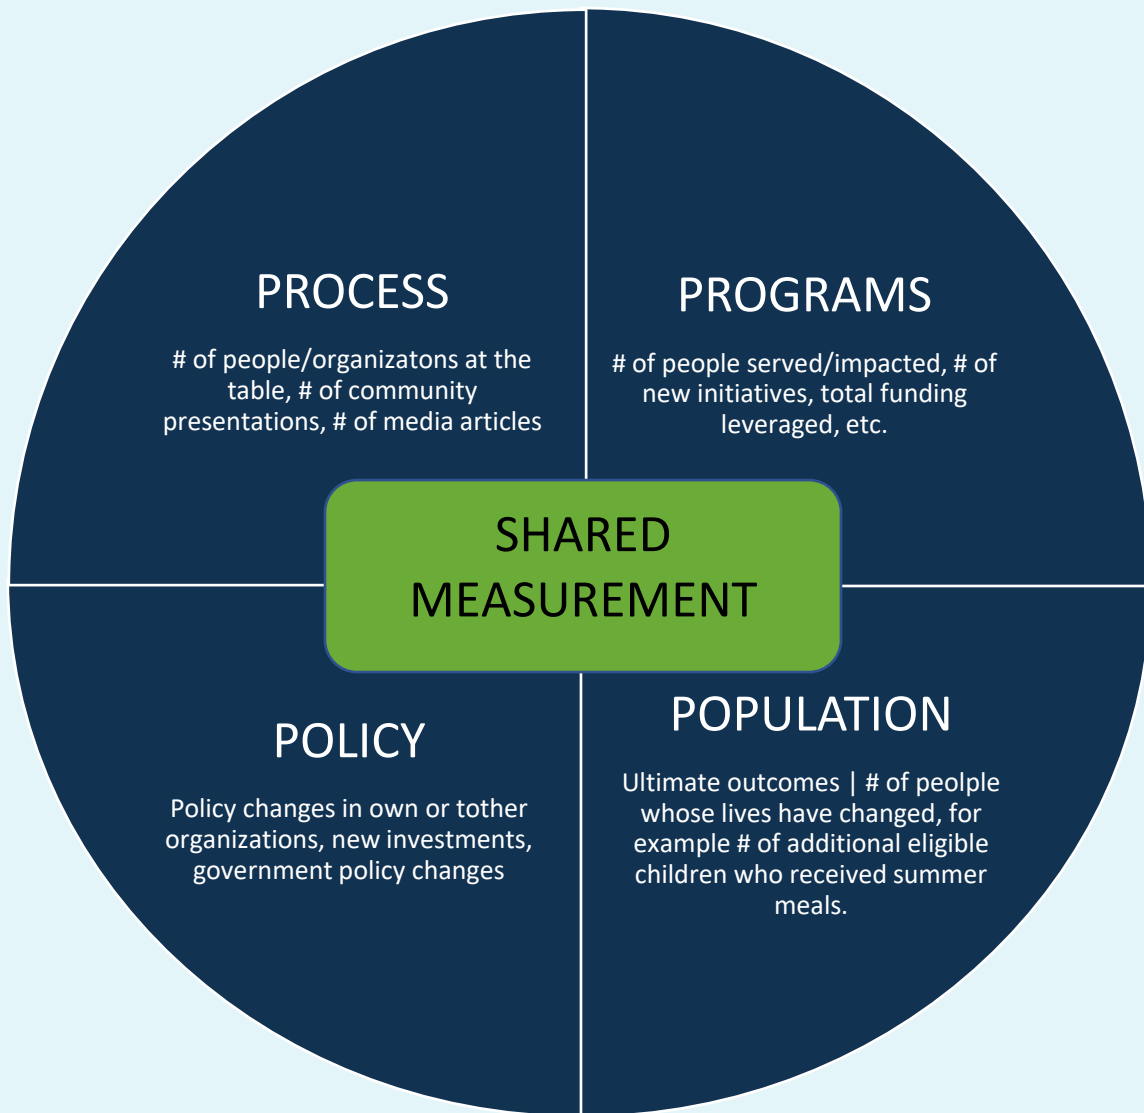 PROCESS
# of people/organizatons at the
table, # of community
presentations, # of media articles
PROGRAMS
# of people served/impacted, # of
new initiatives, total funding
leveraged, etc.
SHARED
MEASUREMENT
POLICY
Policy changes in own or tother
organizations, new investments,
government policy changes
POPULATION
Ultimate outcomes | # of peolple
whose lives have changed, for
example # of additional eligible
children who received summer
meals.